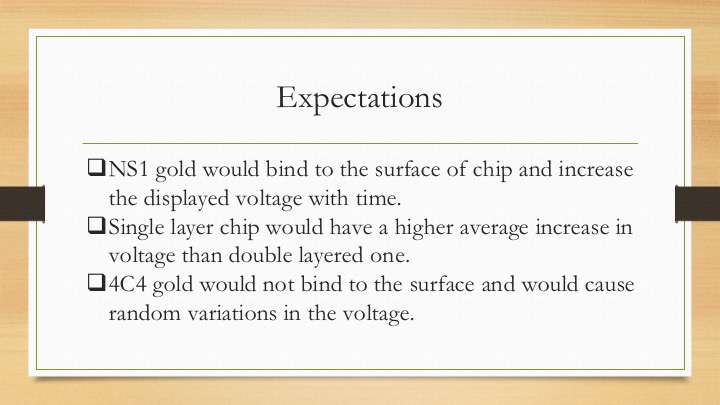 Expectations
❑NS1 gold would bind to the surface of chip and increase
the displayed voltage with time.
❑Single layer chip would have a higher average increase in
voltage than double layered one.
❑4C4 gold would not bind to the surface and would cause
random variations in the voltage.